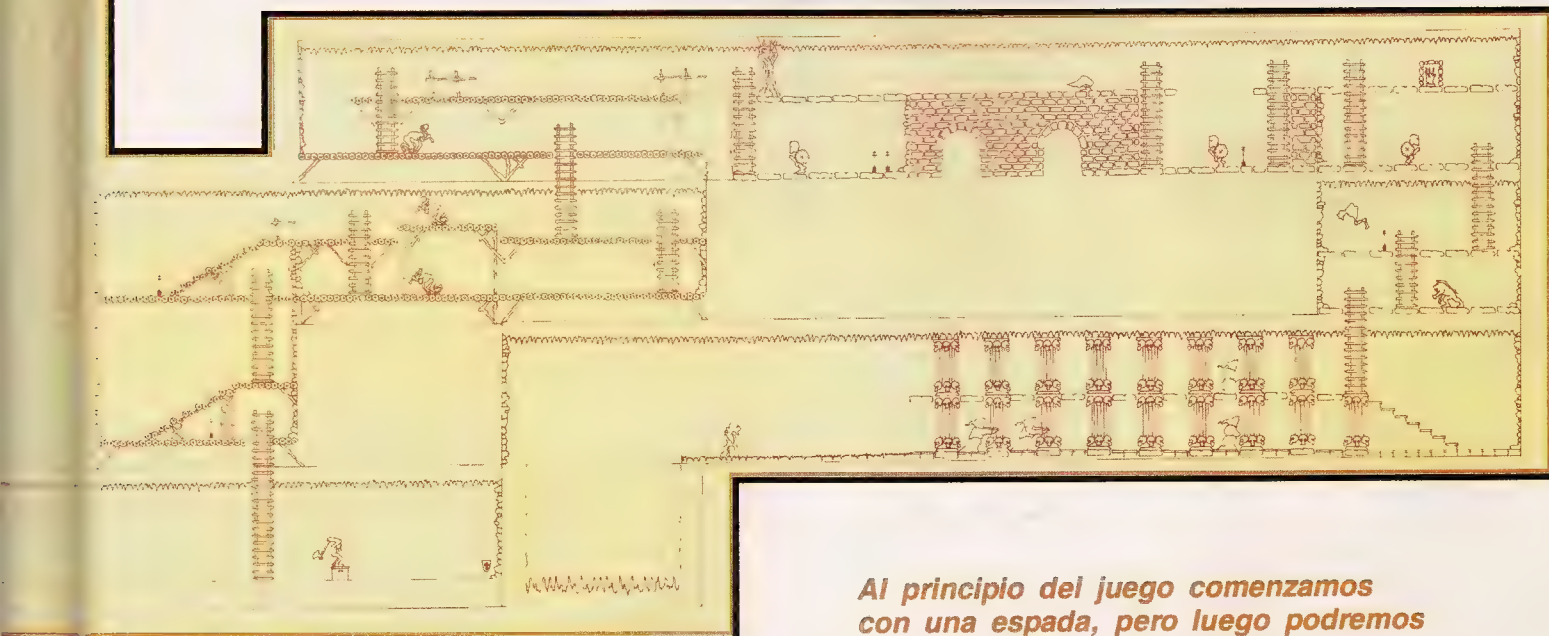 Al principio del juego comenzamos
con una espada, pero luego podremos